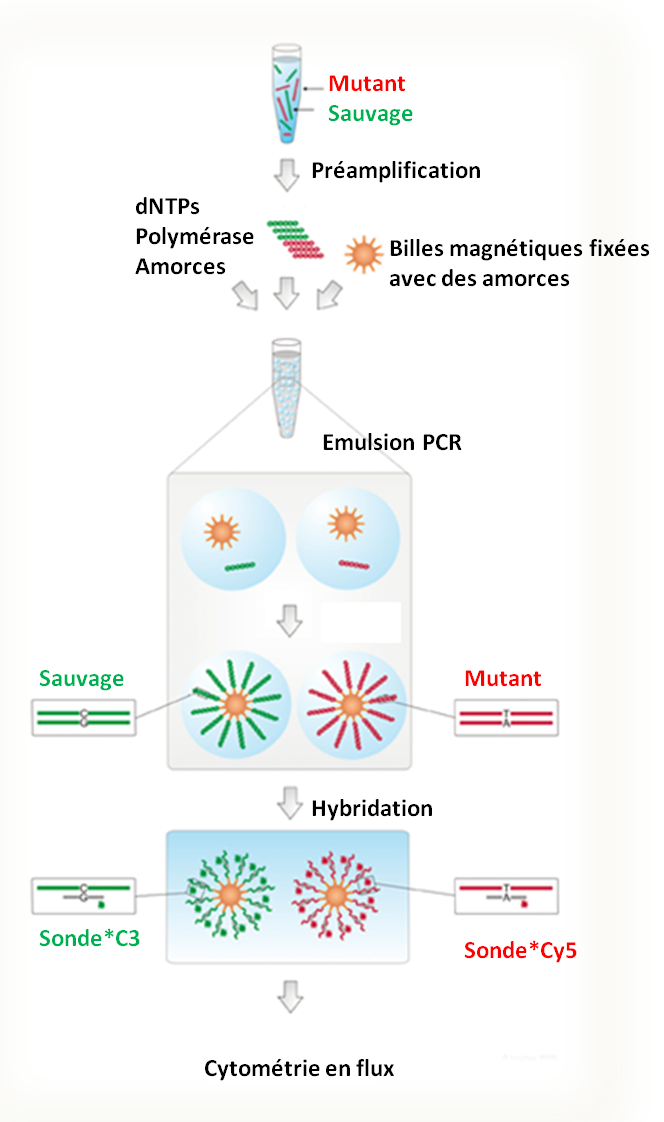 Mutant
Sauvage
Préamplification
dNTPs
Polymérase
Amorces
Billes magnétiques fixées
avec des amorces
Emulsion PCR
Sauvage
Mutant
C
G
T
A
Hybridation
C
G
T
A
Sonde*C3
Sonde*Cy5
Cytométrie en flux